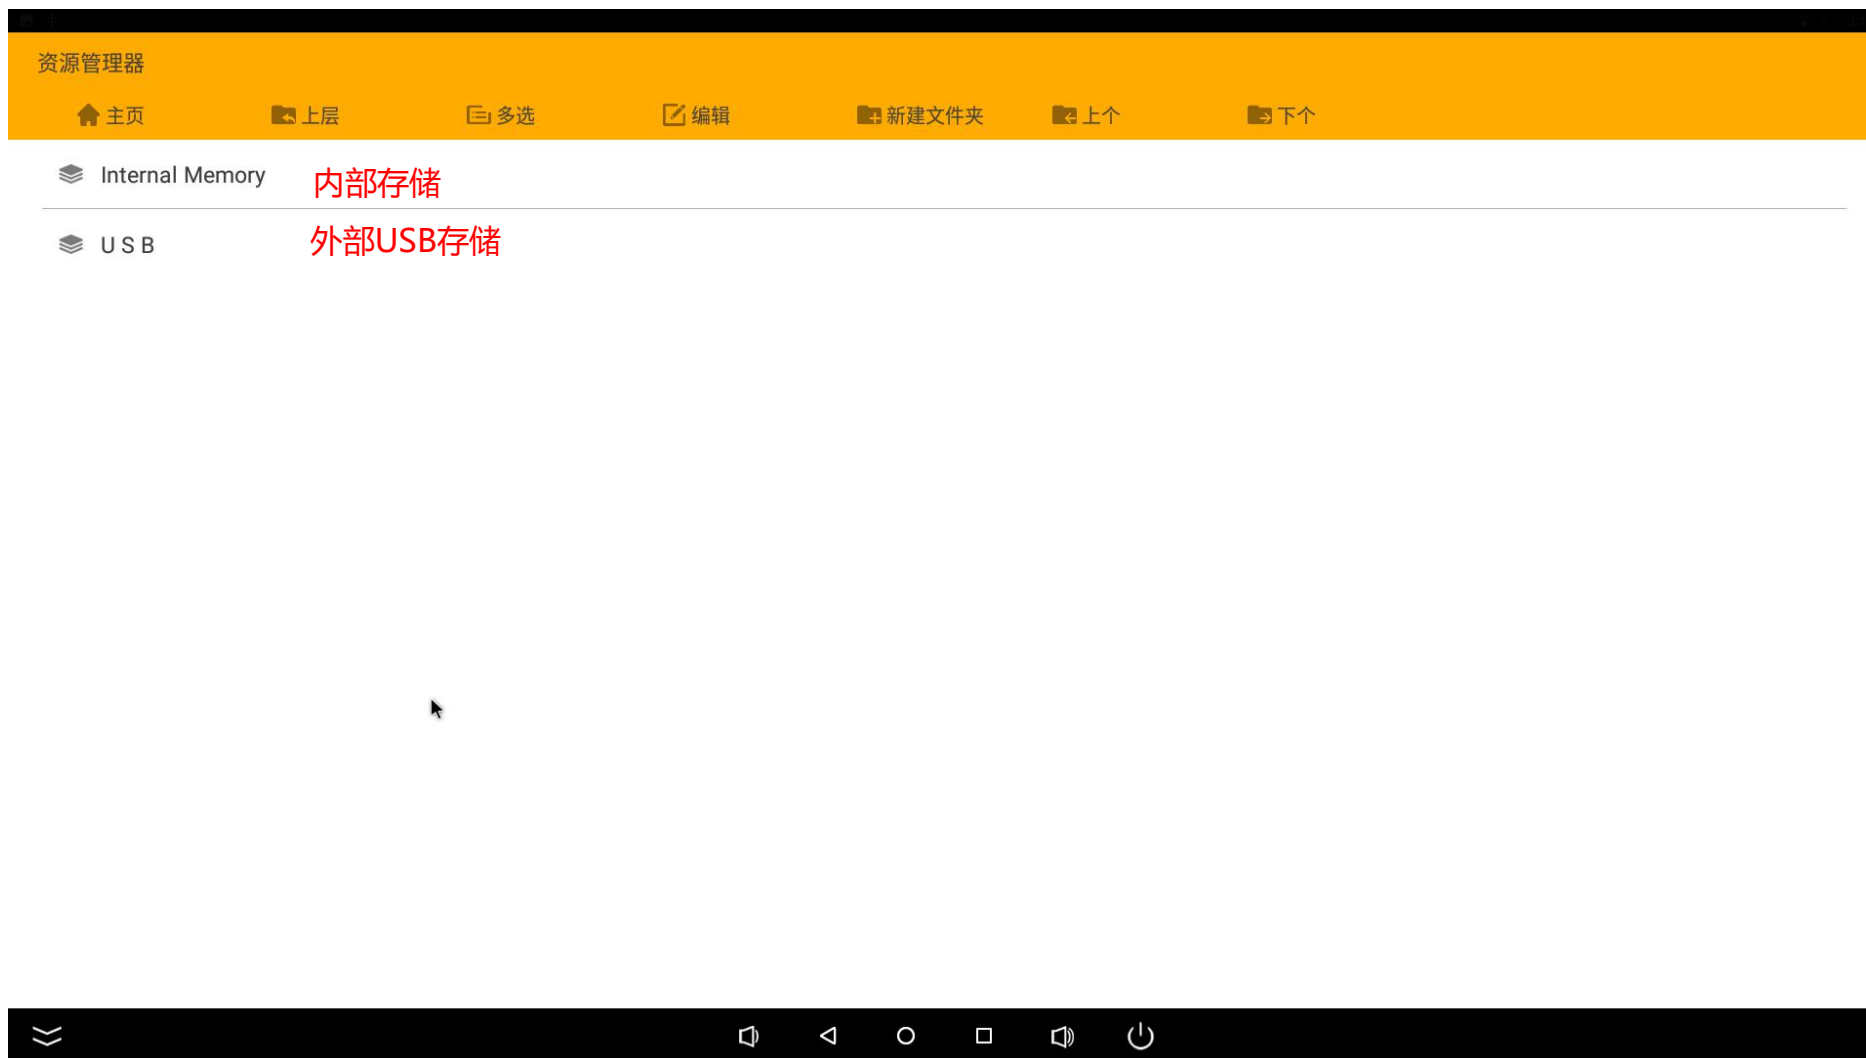 资源管理器
主页 上层 多选 编辑 新建文件夹 上个 下个
Internal Memory 内部存储
U S B 外部USB存储